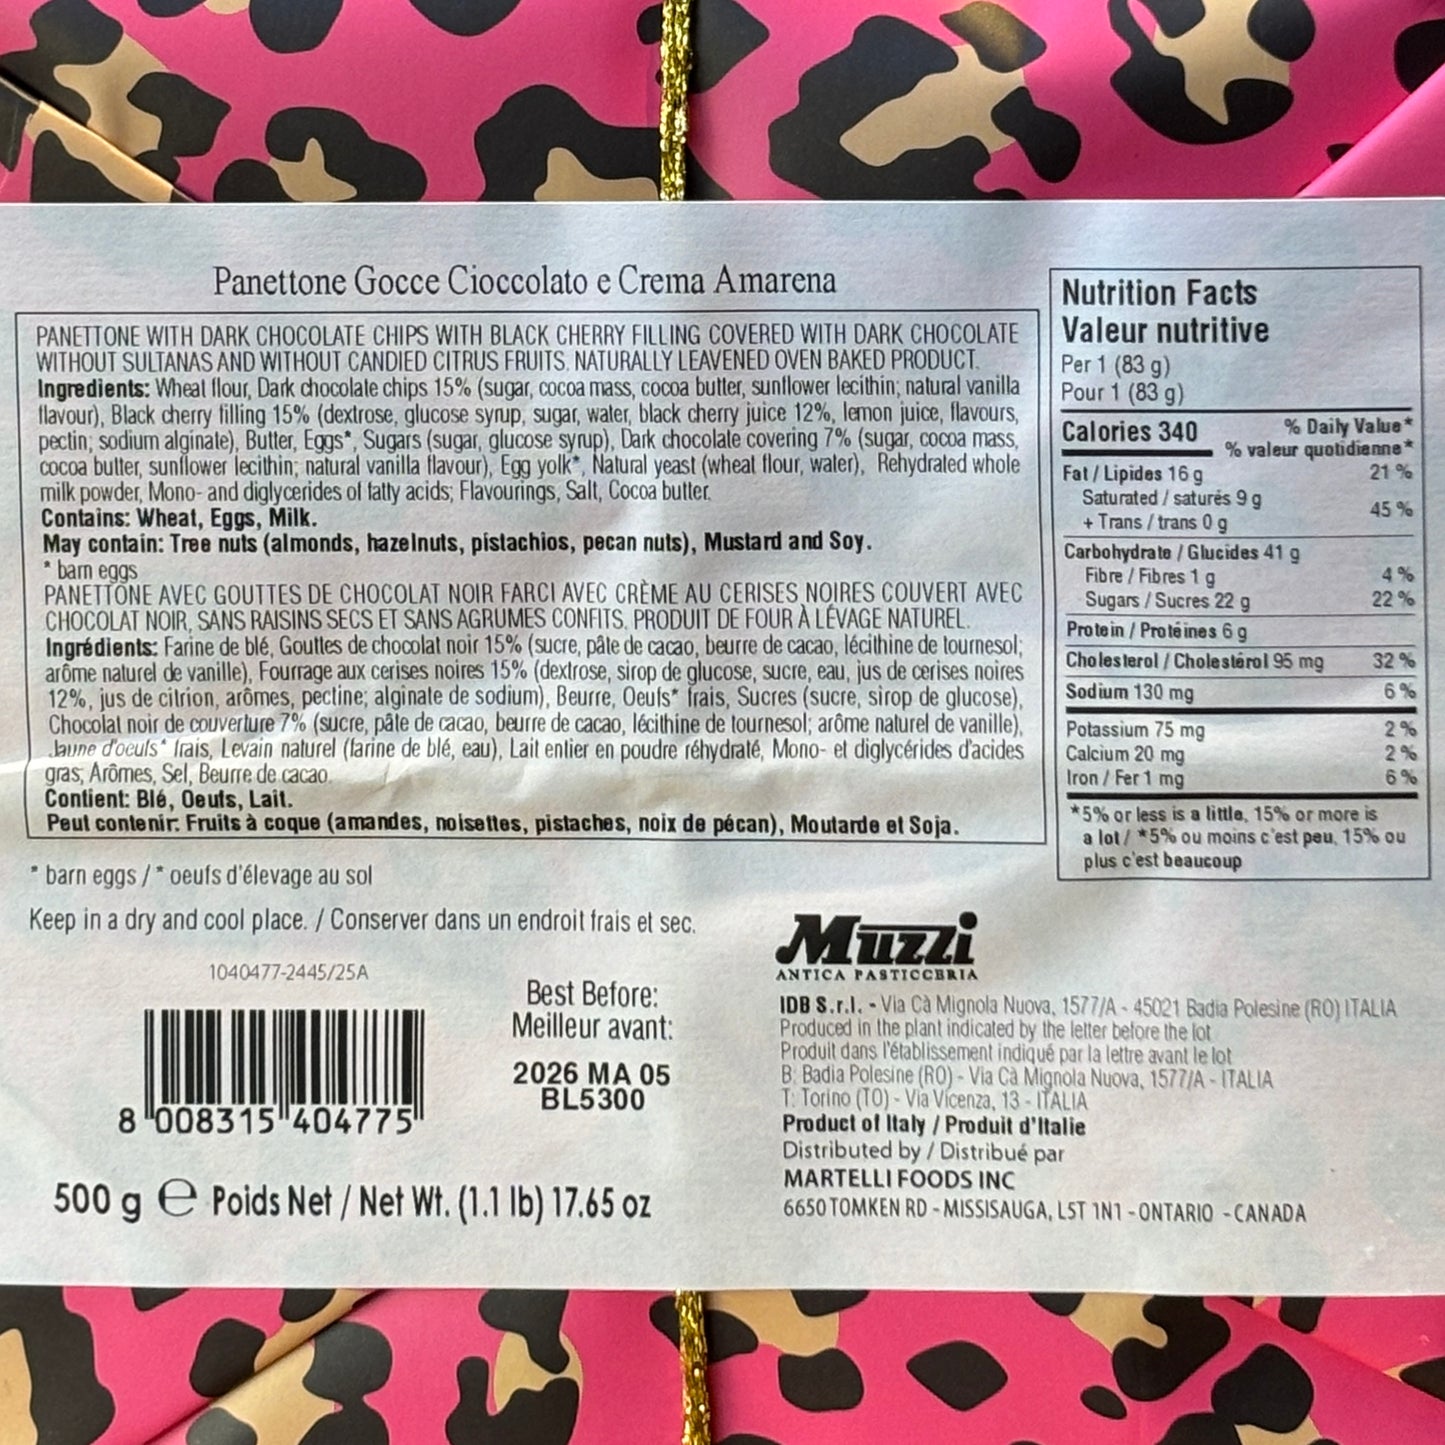 Panettone Gocce Cioccolato e Crema Amarena
PANETTONE WITH DARK CHOCOLATE CHIPS WITH BLACK CHERRY FILLING COVERED WITH DARK CHOCOLATE
WITHOUT SULTANAS AND WITHOUT CANDIED CITRUS FRUITS. NATURALLY LEAVENED OVEN BAKED PRODUCT.
Ingredients: Wheat flour, Dark chocolate chips 15% (sugar, cocoa mass, cocoa butter, sunflower lecithin; natural vanilla
flavour), Black cherry filling 15% (dextrose, glucose syrup, sugar, water, black cherry juice 12%, lemon juice, flavours,
pectin; sodium alginate), Butter, Eggs*, Sugars (sugar, glucose syrup), Dark chocolate covering 7% (sugar, cocoa mass,
cocoa butter, sunflower lecithin; natural vanilla flavour), Egg yolk*, Natural yeast (wheat flour, water), Rehydrated whole
milk powder, Mono- and diglycerides of fatty acids; Flavourings, Salt, Cocoa butter.
Contains: Wheat, Eggs, Milk.
May contain: Tree nuts (almonds, hazelnuts, pistachios, pecan nuts), Mustard and Soy.
* barn eggs
PANETTONE AVEC GOUTTES DE CHOCOLAT NOIR FARCI AVEC CRÈME AU CERISES NOIRES COUVERT AVEC
CHOCOLAT NOIR, SANS RAISINS SECS ET SANS AGRUMES CONFITS. PRODUIT DE FOUR À LÉVAGE NATUREL.
Ingrédients: Farine de blé, Gouttes de chocolat noir 15% (sucre, pâte de cacao, beurre de cacao, lécithine de tournesol;
arôme naturel de vanille), Fourrage aux cerises noires 15% (dextrose, sirop de glucose, sucre, eau, jus de cerises noires
12%, jus de citrion, arômes, pectine; alginate de sodium), Beurre, Oeufs* frais, Sucres (sucre, sirop de glucose),
Chocolat noir de couverture 7% (sucre, pâte de cacao, beurre de cacao, lécithine de tournesol; arôme naturel de vanille),
Jaune d'oeufs* frais, Levain naturel (farine de blé, eau), Lait entier en poudre réhydraté, Mono- et diglycérides d'acides
gras; Arômes, Sel, Beurre de cacao.
Contient: Blé, Oeufs, Lait.
Peut contenir: Fruits à coque (amandes, noisettes, pistaches, noix de pécan), Moutarde et Soja.
* barn eggs / * oeufs d'élevage au sol
Keep in a dry and cool place. / Conserver dans un endroit frais et sec.
1040477-2445/25A
8 008315 404775
Best Before:
Meilleur avant:
2026 MA 05
BL5300
500 g ℮ Poids Net / Net Wt. (1.1 lb) 17.65 oz
Nutrition Facts
Valeur nutritive
Per 1 (83 g)
Pour 1 (83 g)
Calories 340 % Daily Value*
% valeur quotidienne*
Fat / Lipides 16 g 21 %
Saturated / saturés 9 g
+ Trans / trans 0 g 45 %
Carbohydrate / Glucides 41 g
Fibre / Fibres 1 g 4 %
Sugars / Sucres 22 g 22 %
Protein / Protéines 6 g
Cholesterol / Cholestérol 95 mg 32 %
Sodium 130 mg 6 %
Potassium 75 mg 2 %
Calcium 20 mg 2 %
Iron / Fer 1 mg 6 %
*5% or less is a little, 15% or more is
a lot / *5% ou moins c'est peu, 15% ou
plus c'est beaucoup
Muzzi
ANTICA PASTICCERIA
IDB S.r.l. - Via Cà Mignola Nuova, 1577/A - 45021 Badia Polesine (RO) ITALIA
Produced in the plant indicated by the letter before the lot
Produit dans l'établissement indiqué par la lettre avant le lot
B: Badia Polesine (RO) - Via Cà Mignola Nuova, 1577/A - ITALIA
T: Torino (TO) - Via Vicenza, 13 - ITALIA
Product of Italy / Produit d'Italie
Distributed by / Distribué par
MARTELLI FOODS INC
6650 TOMKEN RD - MISSISAUGA, L5T 1N1 - ONTARIO - CANADA